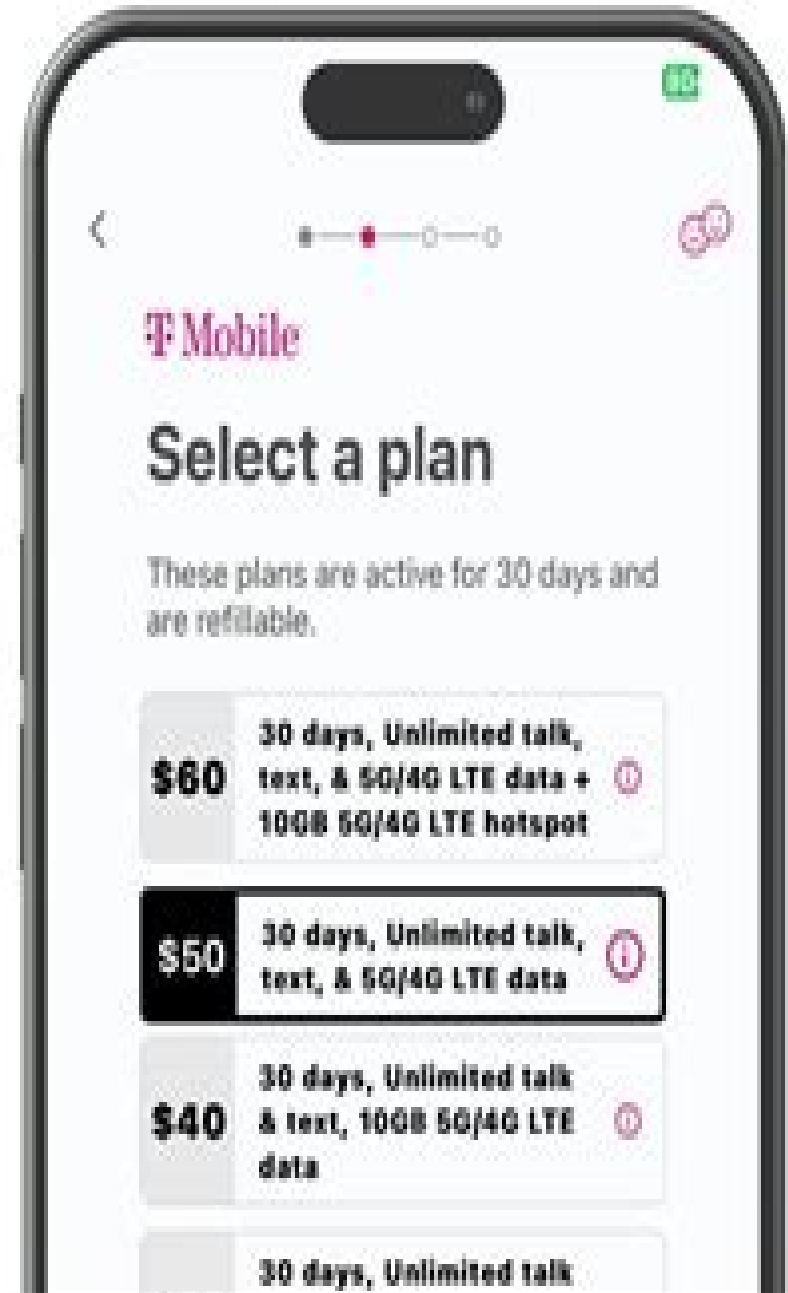 T Mobile
Select a plan
These plans are active for 30 days and
are refillable.
$60
30 days, Unlimited talk,
text, & 5G/4G LTE data +
10GB 5G/4G LTE hotspot
$50
30 days, Unlimited talk,
text, & 5G/4G LTE data
$40
30 days, Unlimited talk
& text, 10GB 5G/4G LTE
data
30 days, Unlimited talk